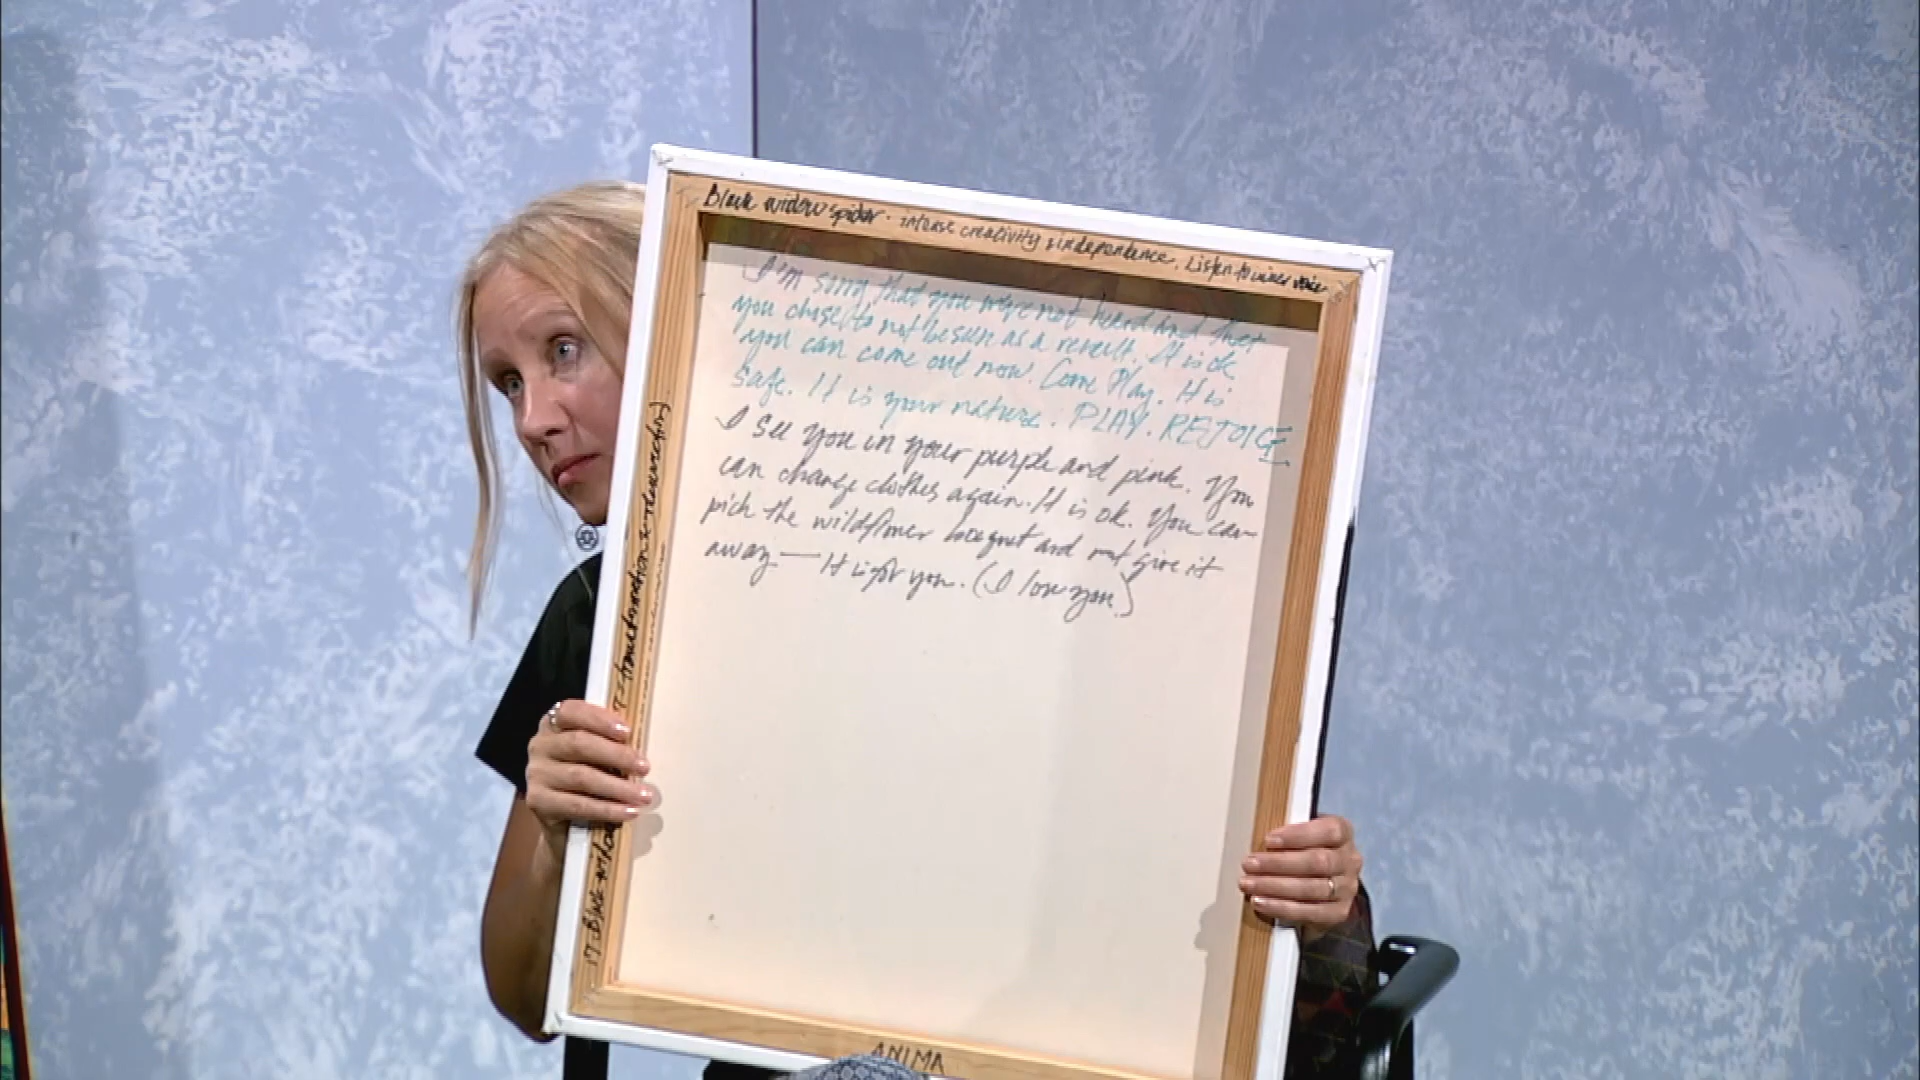 Black widow spider. intense creativity & independence. Listen to inner voice
I'm sorry that you were not heard and that
you chose to not be seen as a result. It is ok
you can come out now. Come Play. It is
safe. It is your nature. PLAY. REJOICE
I see you in your purple and pink. You
can change clothes again. It is ok. You can
pick the wildflower boquet and not give it
away — It is for you. (I love you.)
17 Black
ANIMA